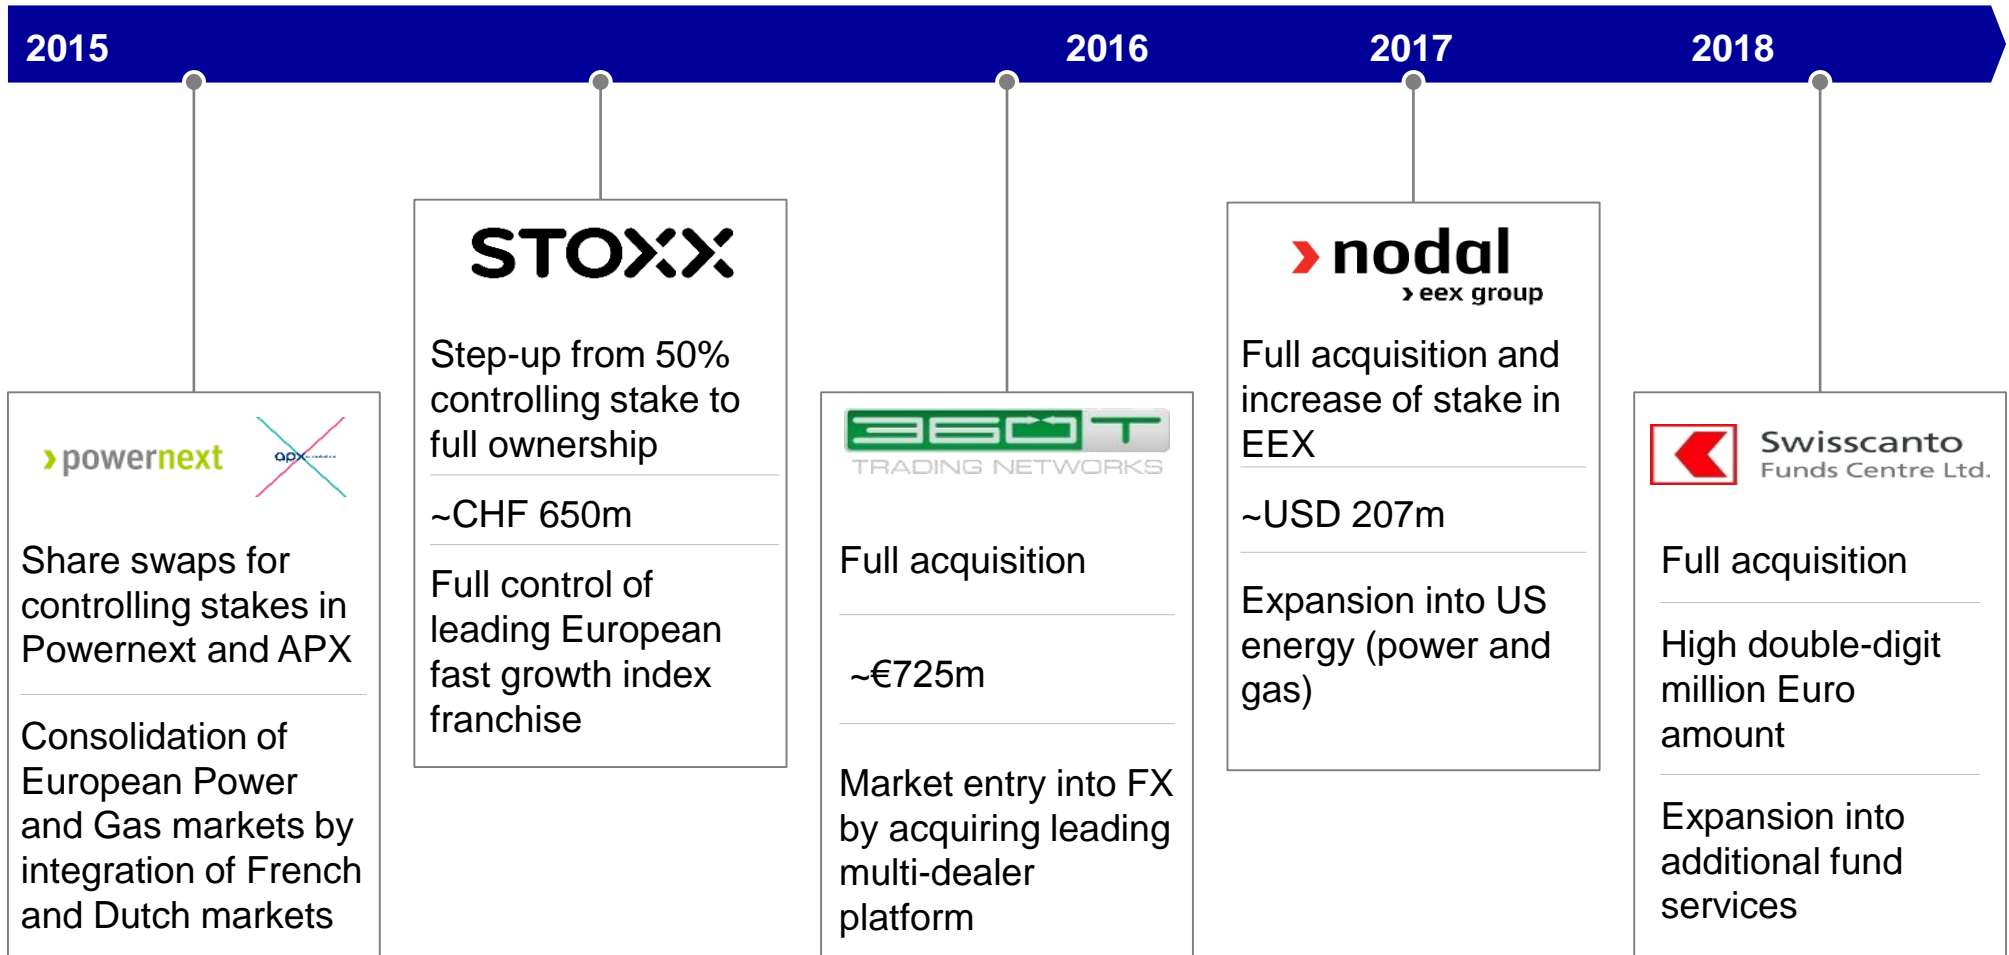 2015
2016
2017
2018
powernext
apx
Share swaps for
controlling stakes in
Powernext and APX
Consolidation of
European Power
and Gas markets by
integration of French
and Dutch markets
STOXX
Step-up from 50%
controlling stake to
full ownership
~CHF 650m
Full control of
leading European
fast growth index
franchise
360T
TRADING NETWORKS
Full acquisition
~€725m
Market entry into FX
by acquiring leading
multi-dealer
platform
nodal
eex group
Full acquisition and
increase of stake in
EEX
~USD 207m
Expansion into US
energy (power and
gas)
Swisscanto
Funds Centre Ltd.
Full acquisition
High double-digit
million Euro
amount
Expansion into
additional fund
services